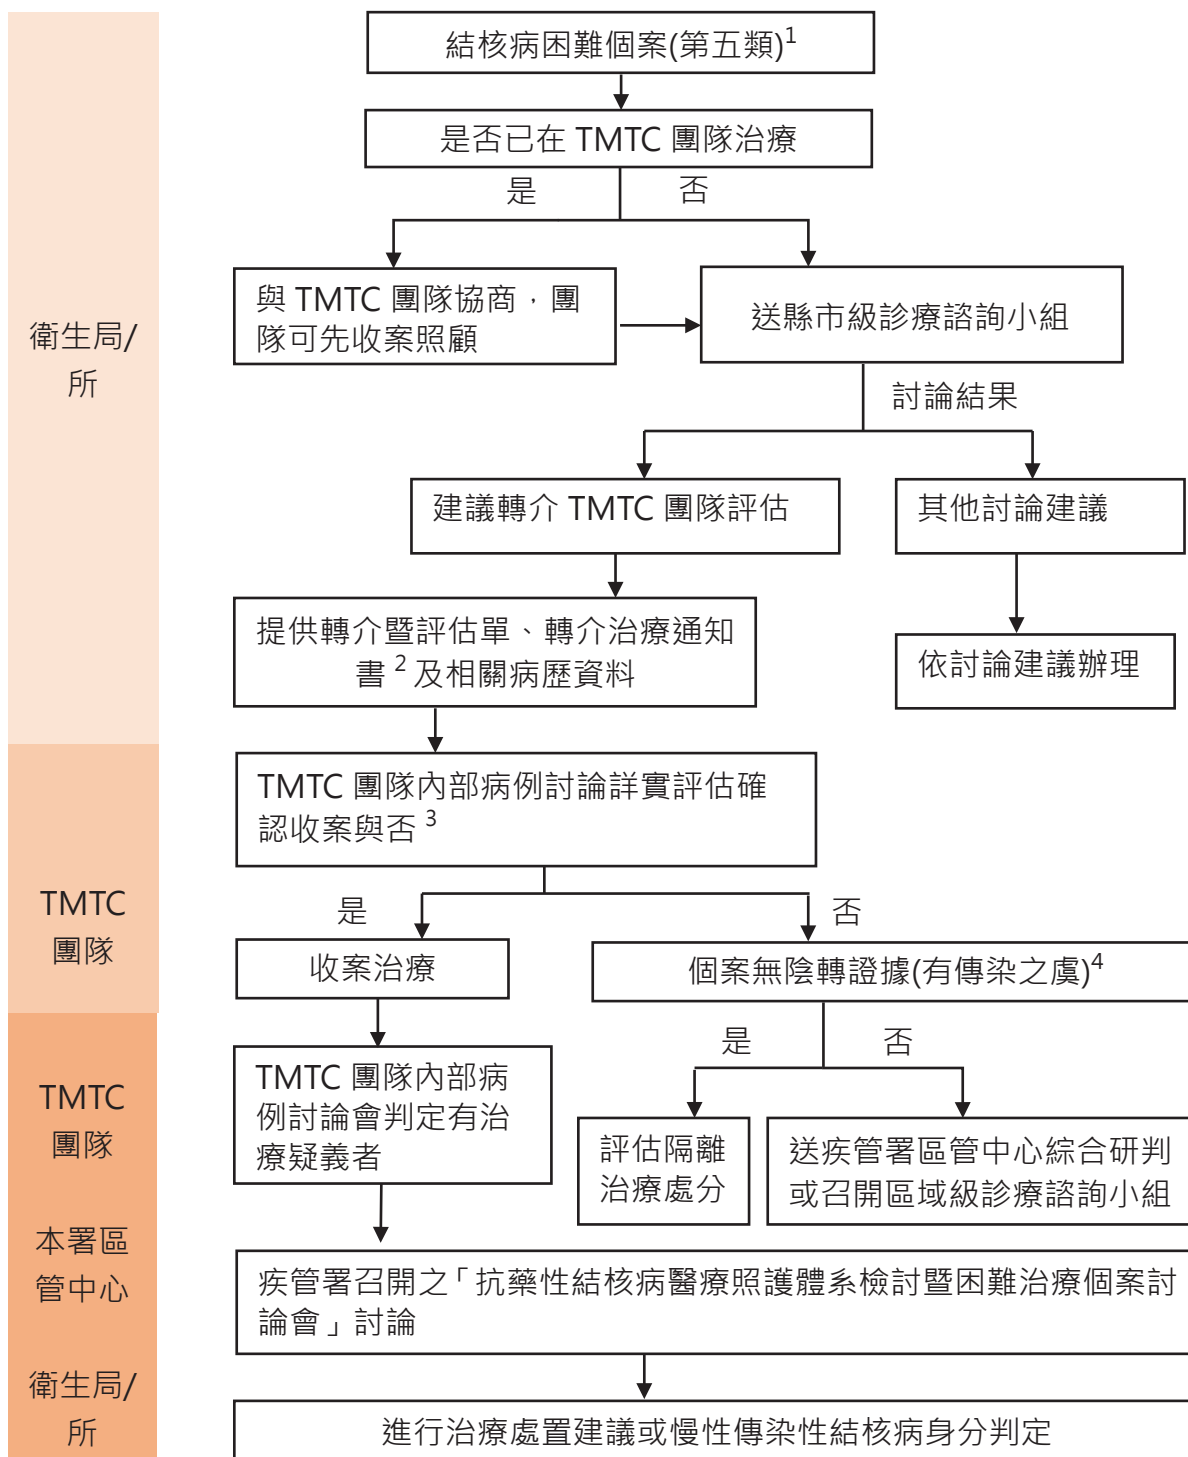 結核病困難個案(第五類)1
是否已在 TMTC 團隊治療
是
否
與 TMTC 團隊協商，團
隊可先收案照顧
送縣市級診療諮詢小組
衛生局/
所
討論結果
建議轉介 TMTC 團隊評估
其他討論建議
提供轉介暨評估單、轉介治療通知
書 2 及相關病歷資料
依討論建議辦理
TMTC 團隊內部病例討論詳實評估確
認收案與否 3
TMTC
團隊
是
否
收案治療
個案無陰轉證據(有傳染之虞)4
是
否
TMTC 團隊內部病
例討論會判定有治
療疑義者
評估隔離
治療處分
送疾管署區管中心綜合研判
或召開區域級診療諮詢小組
TMTC
團隊
本署區
管中心
衛生局/
所
疾管署召開之「抗藥性結核病醫療照護體系檢討暨困難治療個案討
論會」討論
進行治療處置建議或慢性傳染性結核病身分判定